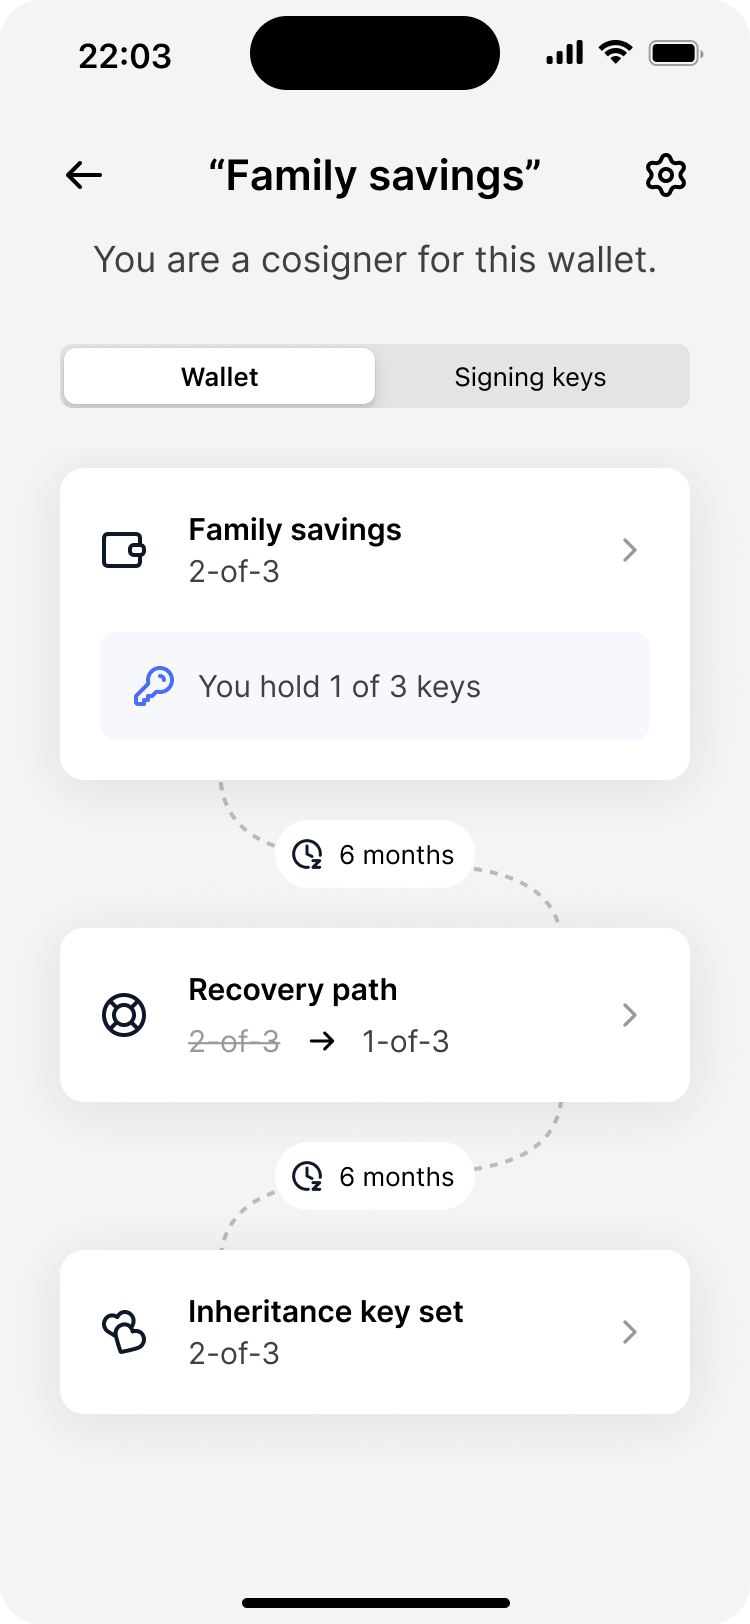 22:03
“Family savings”
You are a cosigner for this wallet.
Wallet
Signing keys
Family savings
2-of-3
You hold 1 of 3 keys
6 months
Recovery path
2-of-3 → 1-of-3
6 months
Inheritance key set
2-of-3